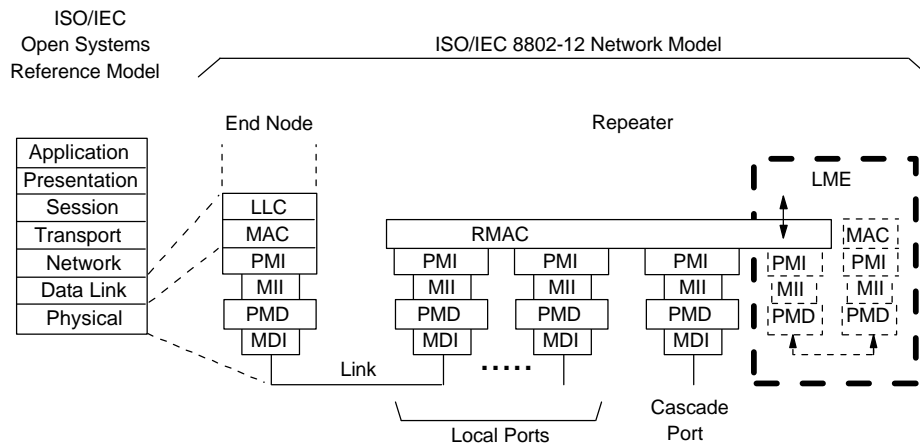 ISO/IEC
Open Systems
Reference Model
ISO/IEC 8802-12 Network Model
End Node
Repeater
Application
Presentation
Session
Transport
Network
Data Link
Physical
LLC
MAC
PMI
MII
PMD
MDI
Link
RMAC
PMI
MII
PMD
MDI
.....
PMI
MII
PMD
MDI
Local Ports
PMI
MII
PMD
MDI
Cascade
Port
LME
PMI
MII
PMD
MAC
PMI
MII
PMD